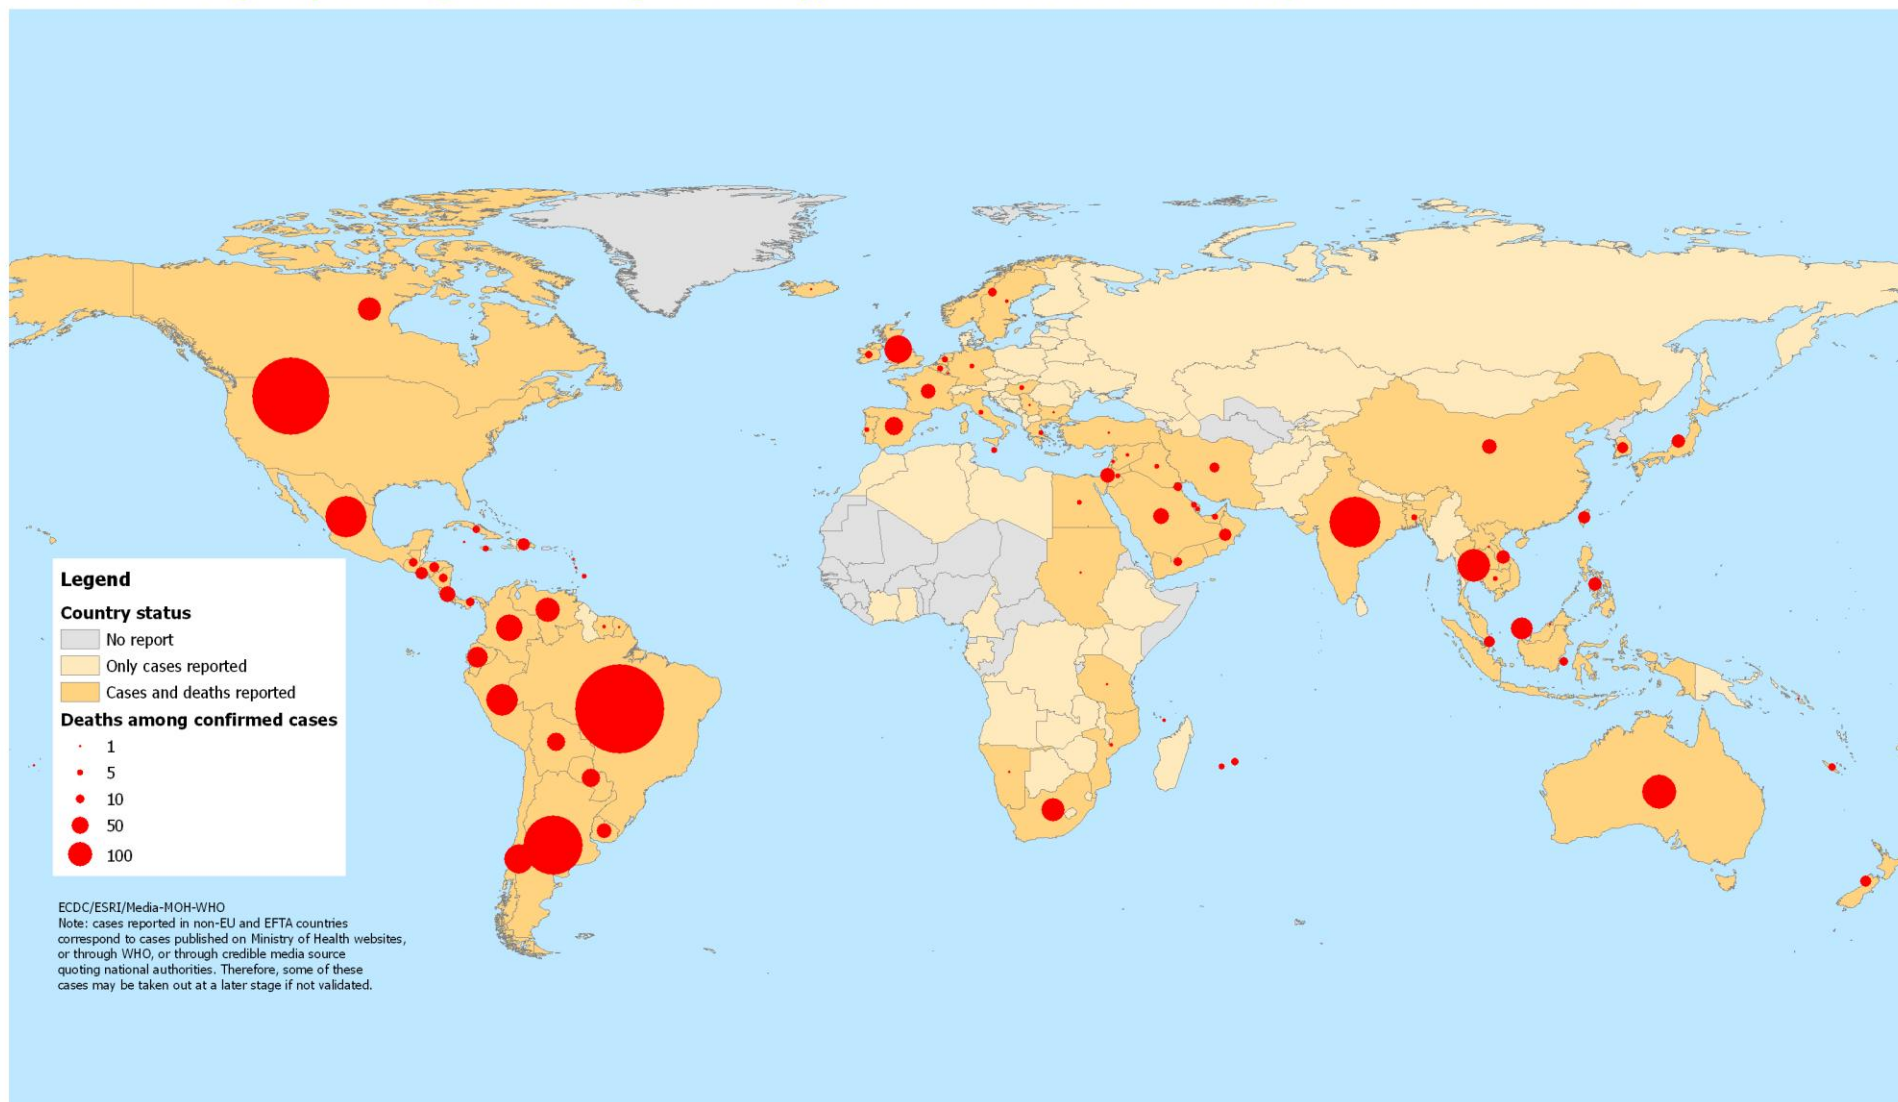 Legend
Country status
No report
Only cases reported
Cases and deaths reported
Deaths among confirmed cases
1
5
10
50
100
ECDC/ESRI/Media-MOH-WHO
Note: cases reported in non-EU and EFTA countries
correspond to cases published on Ministry of Health websites,
or through WHO, or through credible media source
quoting national authorities. Therefore, some of these
cases may be taken out at a later stage if not validated.